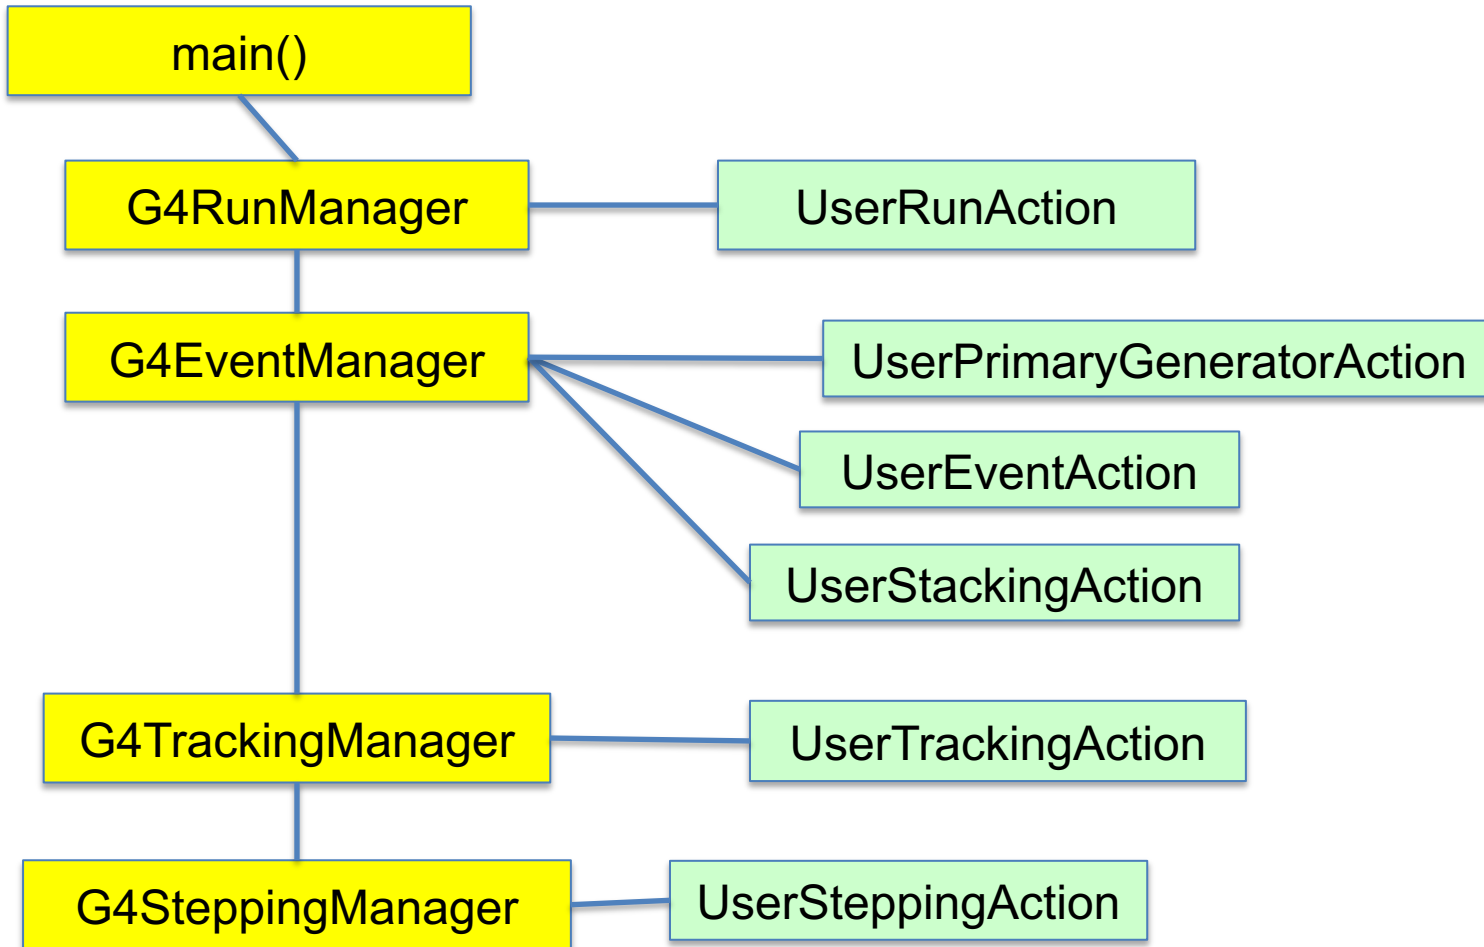 main()
G4RunManager
UserRunAction
G4EventManager
UserPrimaryGeneratorAction
UserEventAction
UserStackingAction
G4TrackingManager
UserTrackingAction
G4SteppingManager
UserSteppingAction